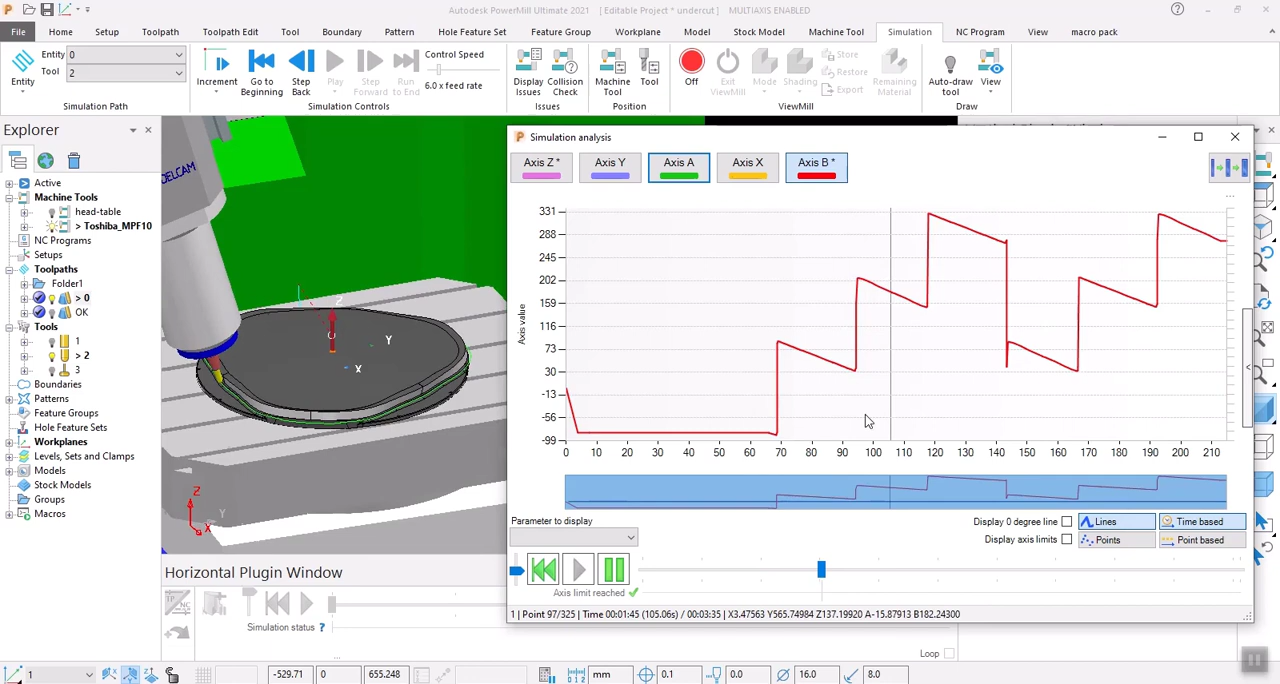 Autodesk PowerMill Ultimate 2021 [ Editable Project * undercut ] MULTIAXIS ENABLED
File Home Setup Toolpath Toolpath Edit Tool Boundary Pattern Hole Feature Set Feature Group Workplane Model Stock Model Machine Tool Simulation NC Program View macro pack
Entity
Entity 0
Tool 2
Increment
Go to Beginning
Step Back
Play
Step Forward
Run to End
Control Speed
6.0 x feed rate
Display Issues
Collision Check
Machine Tool
Tool
Off
Exit ViewMill
Mode
Shading
Store
Restore
Export
Remaining Material
Auto-draw tool
View
Simulation Path
Simulation Controls
Issues
Position
ViewMill
Draw
Explorer
Active
Machine Tools
head-table
> Toshiba_MPF10
NC Programs
Setups
Toolpaths
Folder1
> 0
OK
Tools
1
> 2
3
Boundaries
Patterns
Feature Groups
Hole Feature Sets
Workplanes
Levels, Sets and Clamps
Models
Stock Models
Groups
Macros
DELCAM
Z
Y
X
Z
Y
X
Simulation analysis
Axis Z *
Axis Y
Axis A
Axis X
Axis B *
Axis value
331
288
245
202
159
116
73
30
-13
-56
-99
0 10 20 30 40 50 60 70 80 90 100 110 120 130 140 150 160 170 180 190 200 210
Parameter to display
Display 0 degree line
Lines
Time based
Display axis limits
Points
Point based
Axis limit reached
1 | Point 97/325 | Time 00:01:45 (105.06s) / 00:03:35 | X3.47563 Y565.74984 Z137.19920 A-15.87913 B182.24300
Horizontal Plugin Window
Simulation status ?
...
Loop
1
-529.71 0 655.248
mm 0.1 0.0 16.0 8.0